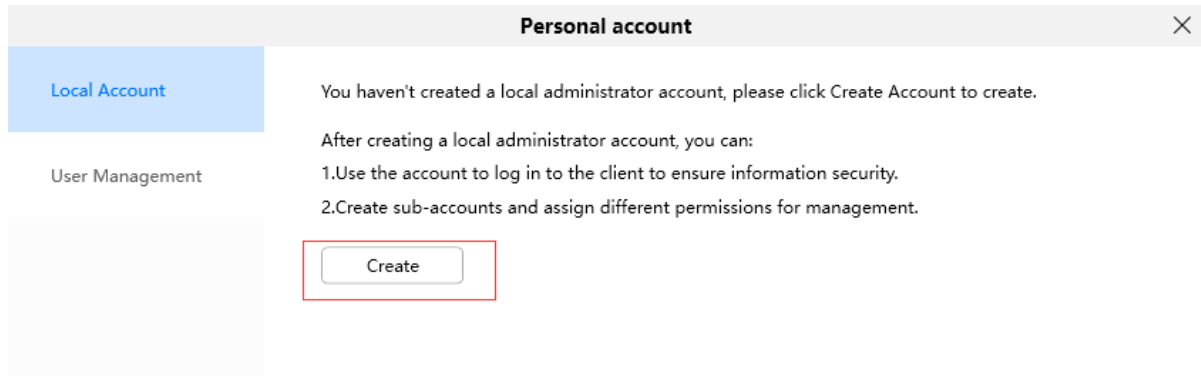 Personal account
Local Account
User Management
You haven't created a local administrator account, please click Create Account to create.
After creating a local administrator account, you can:
1.Use the account to log in to the client to ensure information security.
2.Create sub-accounts and assign different permissions for management.
Create